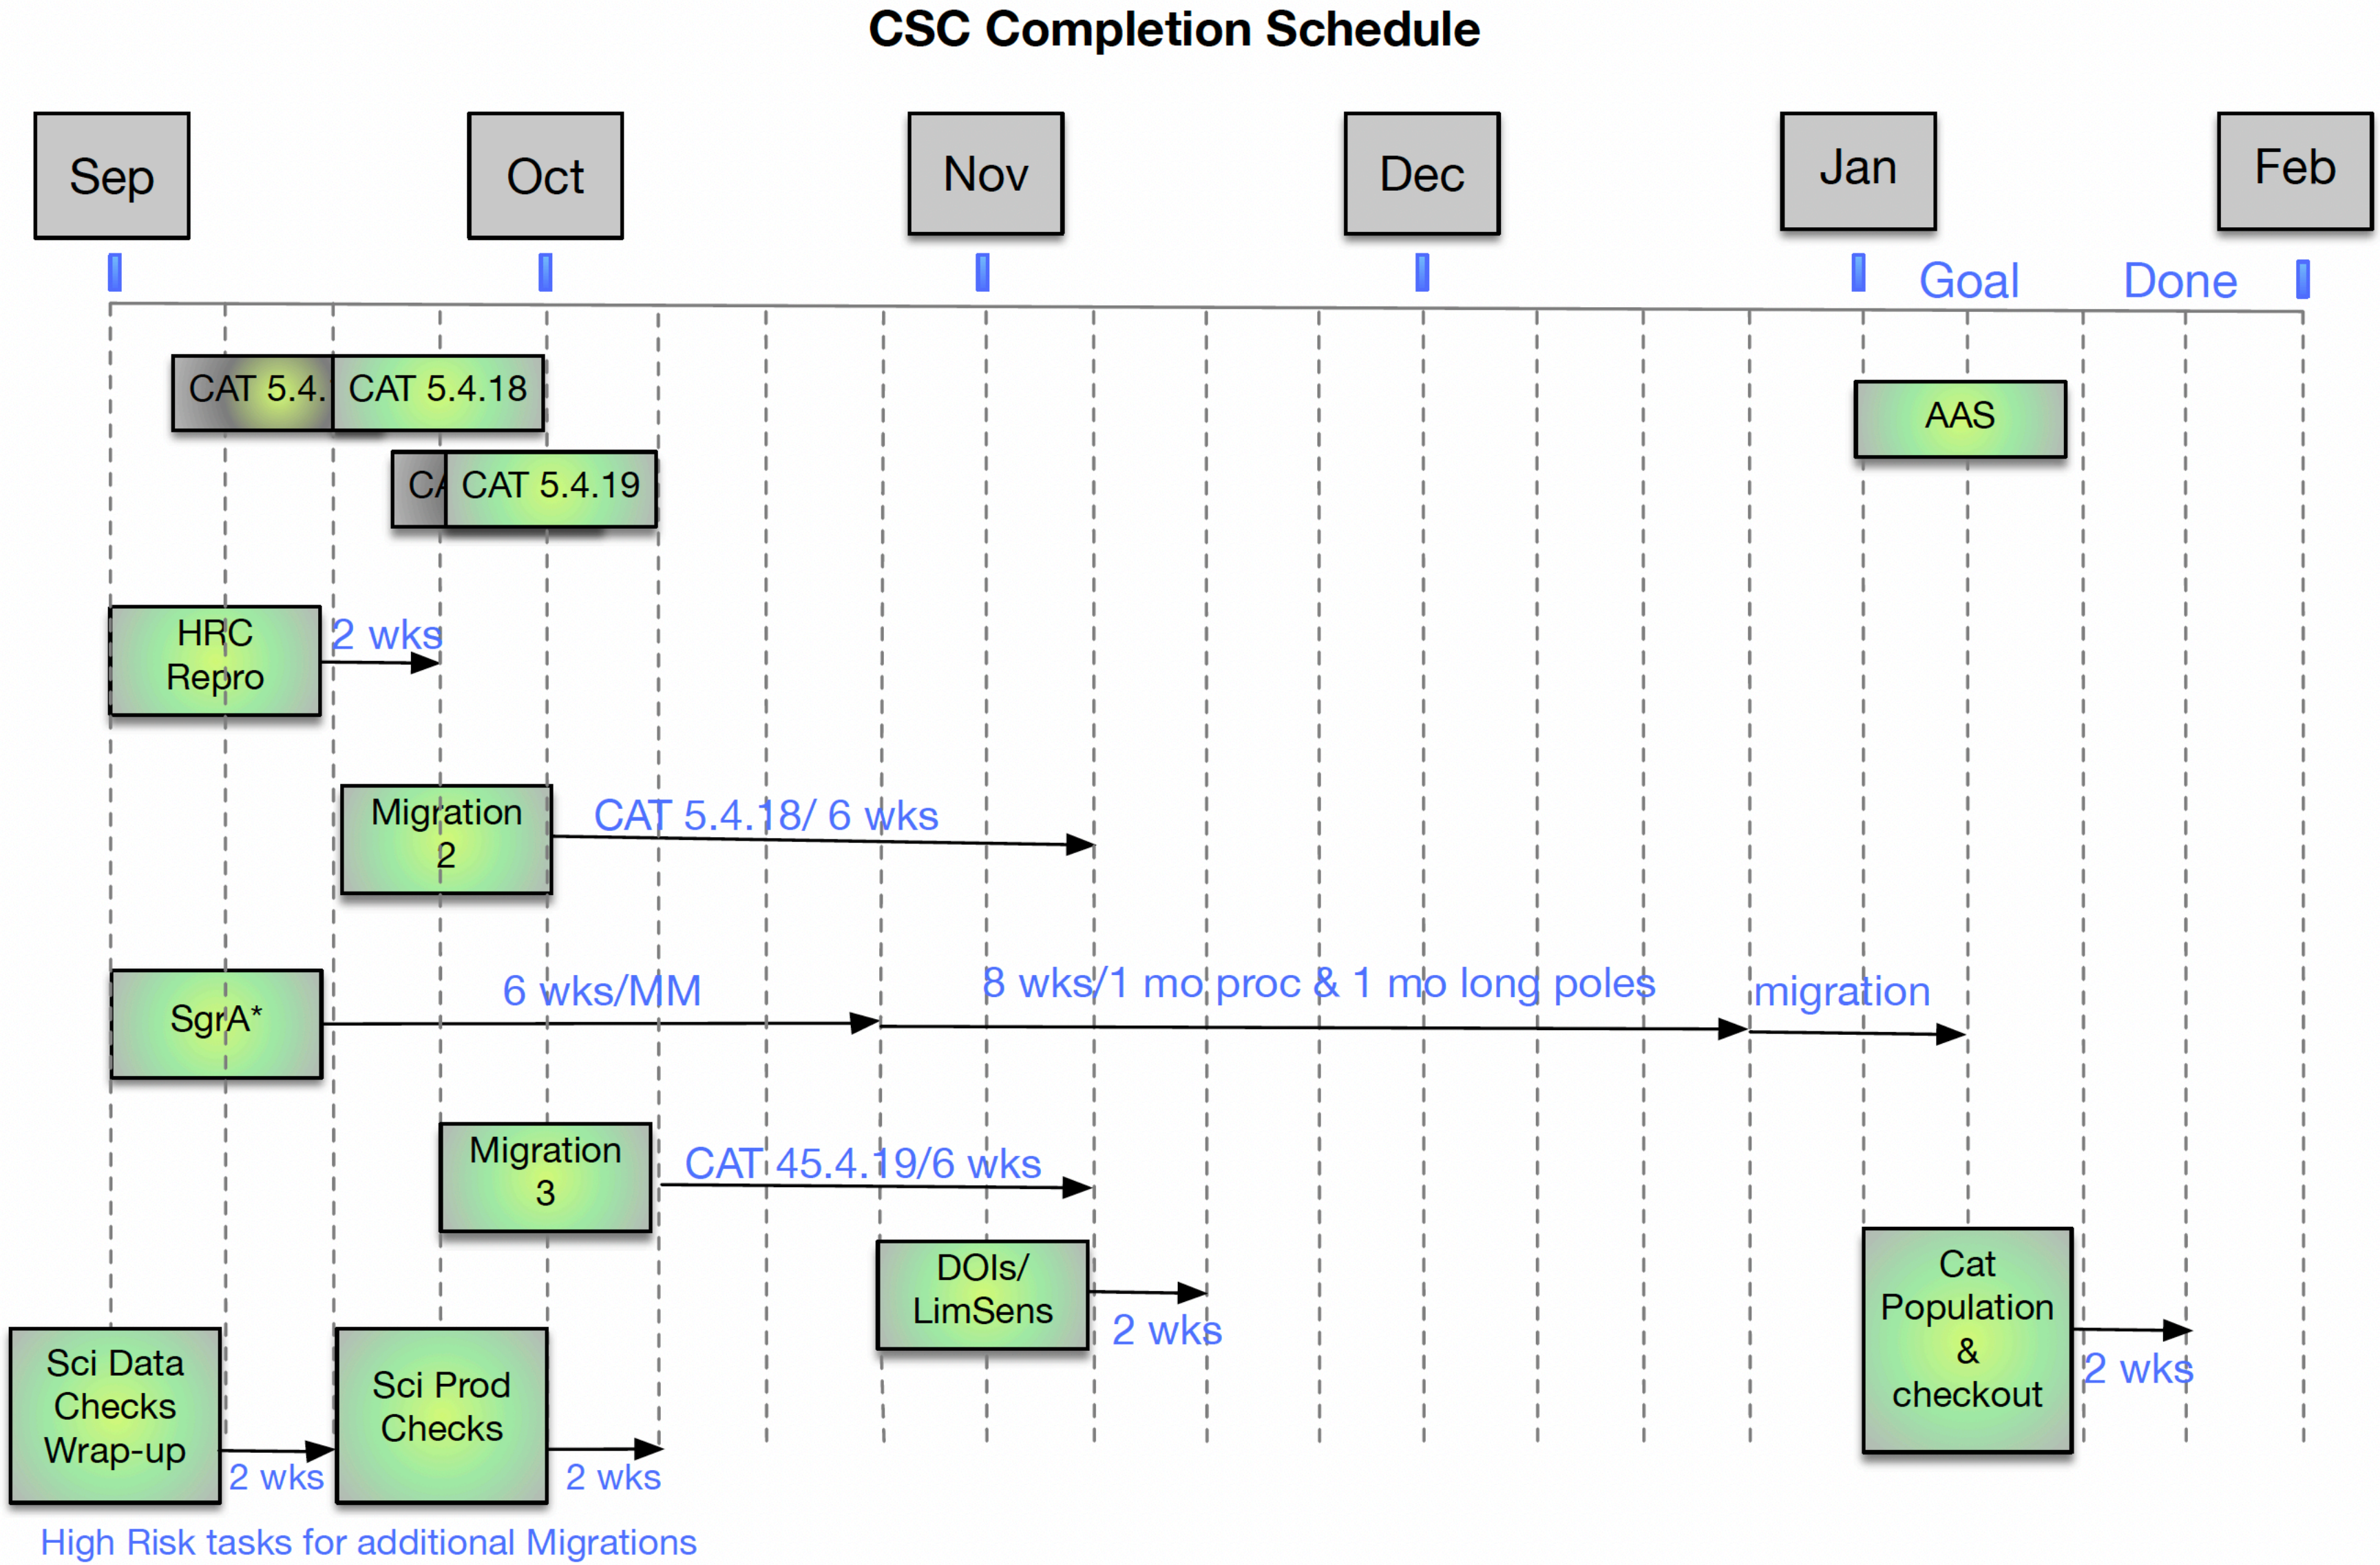 CSC Completion Schedule
Sep
Oct
Nov
Dec
Jan
Feb
Goal
Done
CAT 5.4.
CAT 5.4.18
AAS
CA
CAT 5.4.19
HRC
Repro
2 wks
Migration
2
CAT 5.4.18/ 6 wks
SgrA*
6 wks/MM
8 wks/1 mo proc & 1 mo long poles
migration
Migration
3
CAT 45.4.19/6 wks
DOIs/
LimSens
2 wks
Cat
Population
&
checkout
2 wks
Sci Data
Checks
Wrap-up
2 wks
Sci Prod
Checks
2 wks
High Risk tasks for additional Migrations